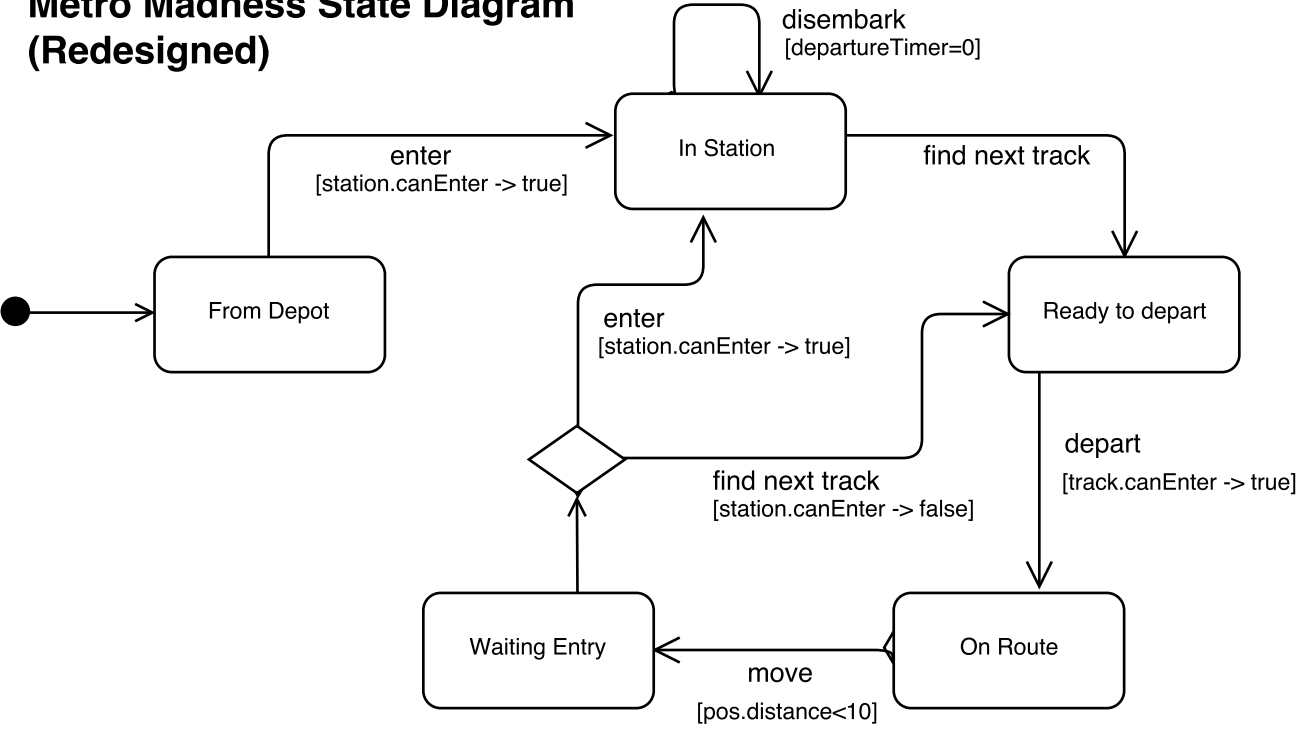 Metro Madness State Diagram
(Redesigned)
disembark
[departureTimer=0]
In Station
enter
[station.canEnter -> true]
find next track
From Depot
Ready to depart
enter
[station.canEnter -> true]
depart
[track.canEnter -> true]
find next track
[station.canEnter -> false]
Waiting Entry
On Route
move
[pos.distance<10]